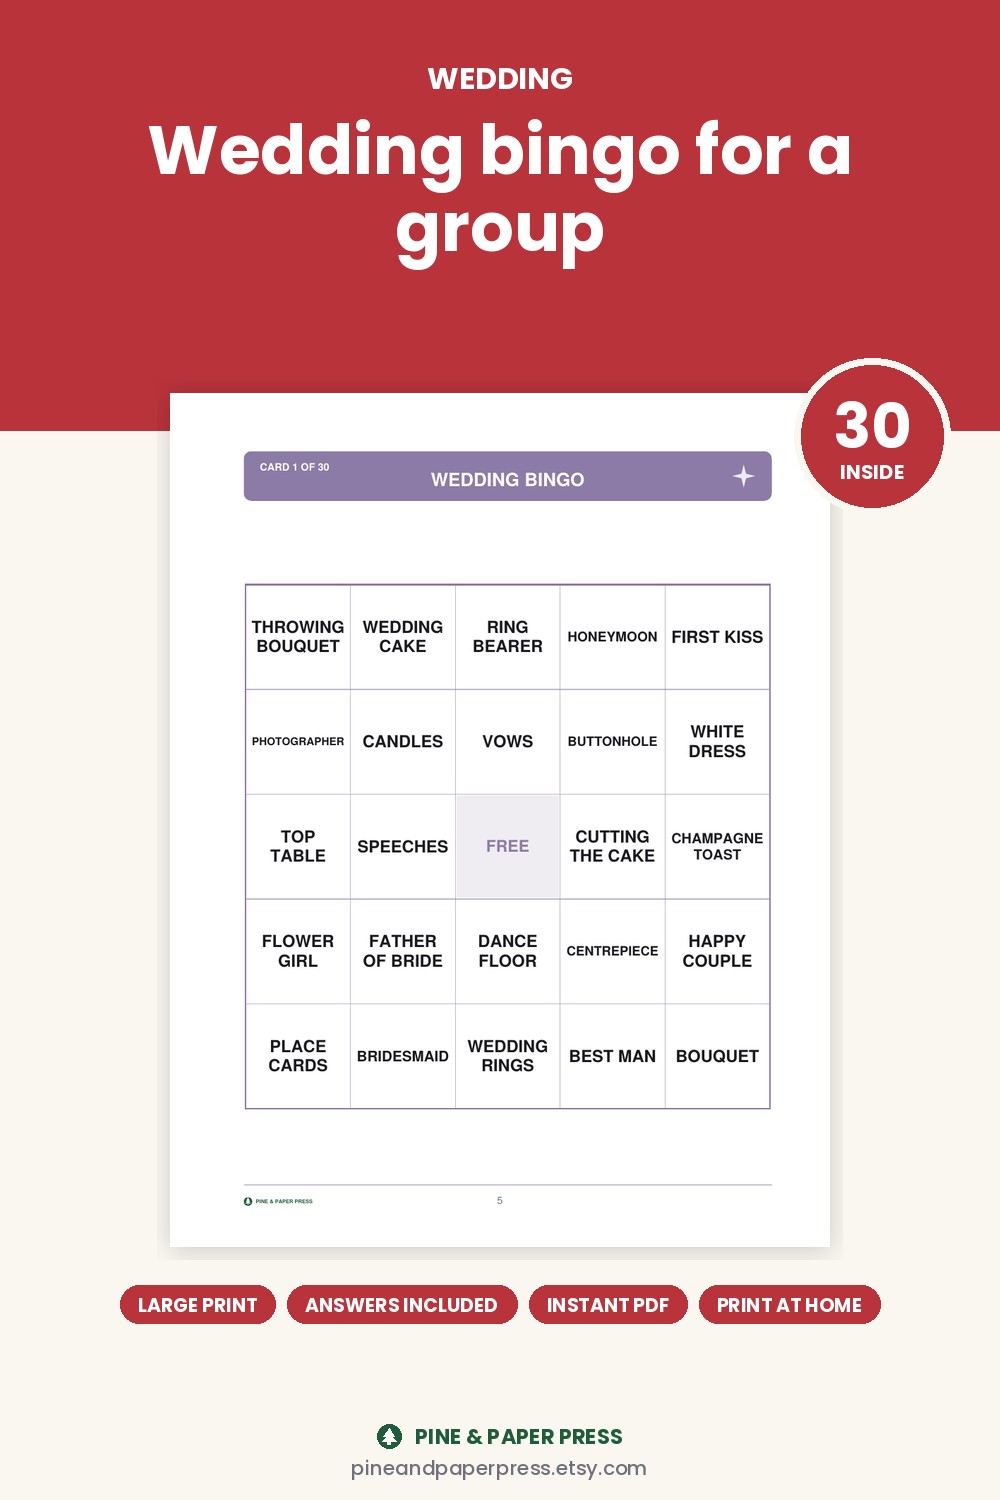 WEDDING
Wedding bingo for a
group
30
INSIDE
CARD 1 OF 30
WEDDING BINGO
THROWING
BOUQUET
WEDDING
CAKE
RING
BEARER
HONEYMOON
FIRST KISS
PHOTOGRAPHER
CANDLES
VOWS
BUTTONHOLE
WHITE
DRESS
TOP
TABLE
SPEECHES
FREE
CUTTING
THE CAKE
CHAMPAGNE
TOAST
FLOWER
GIRL
FATHER
OF BRIDE
DANCE
FLOOR
CENTREPIECE
HAPPY
COUPLE
PLACE
CARDS
BRIDESMAID
WEDDING
RINGS
BEST MAN
BOUQUET
PINE & PAPER PRESS
5
LARGE PRINT
ANSWERS INCLUDED
INSTANT PDF
PRINT AT HOME
PINE & PAPER PRESS
pineandpaperpress.etsy.com